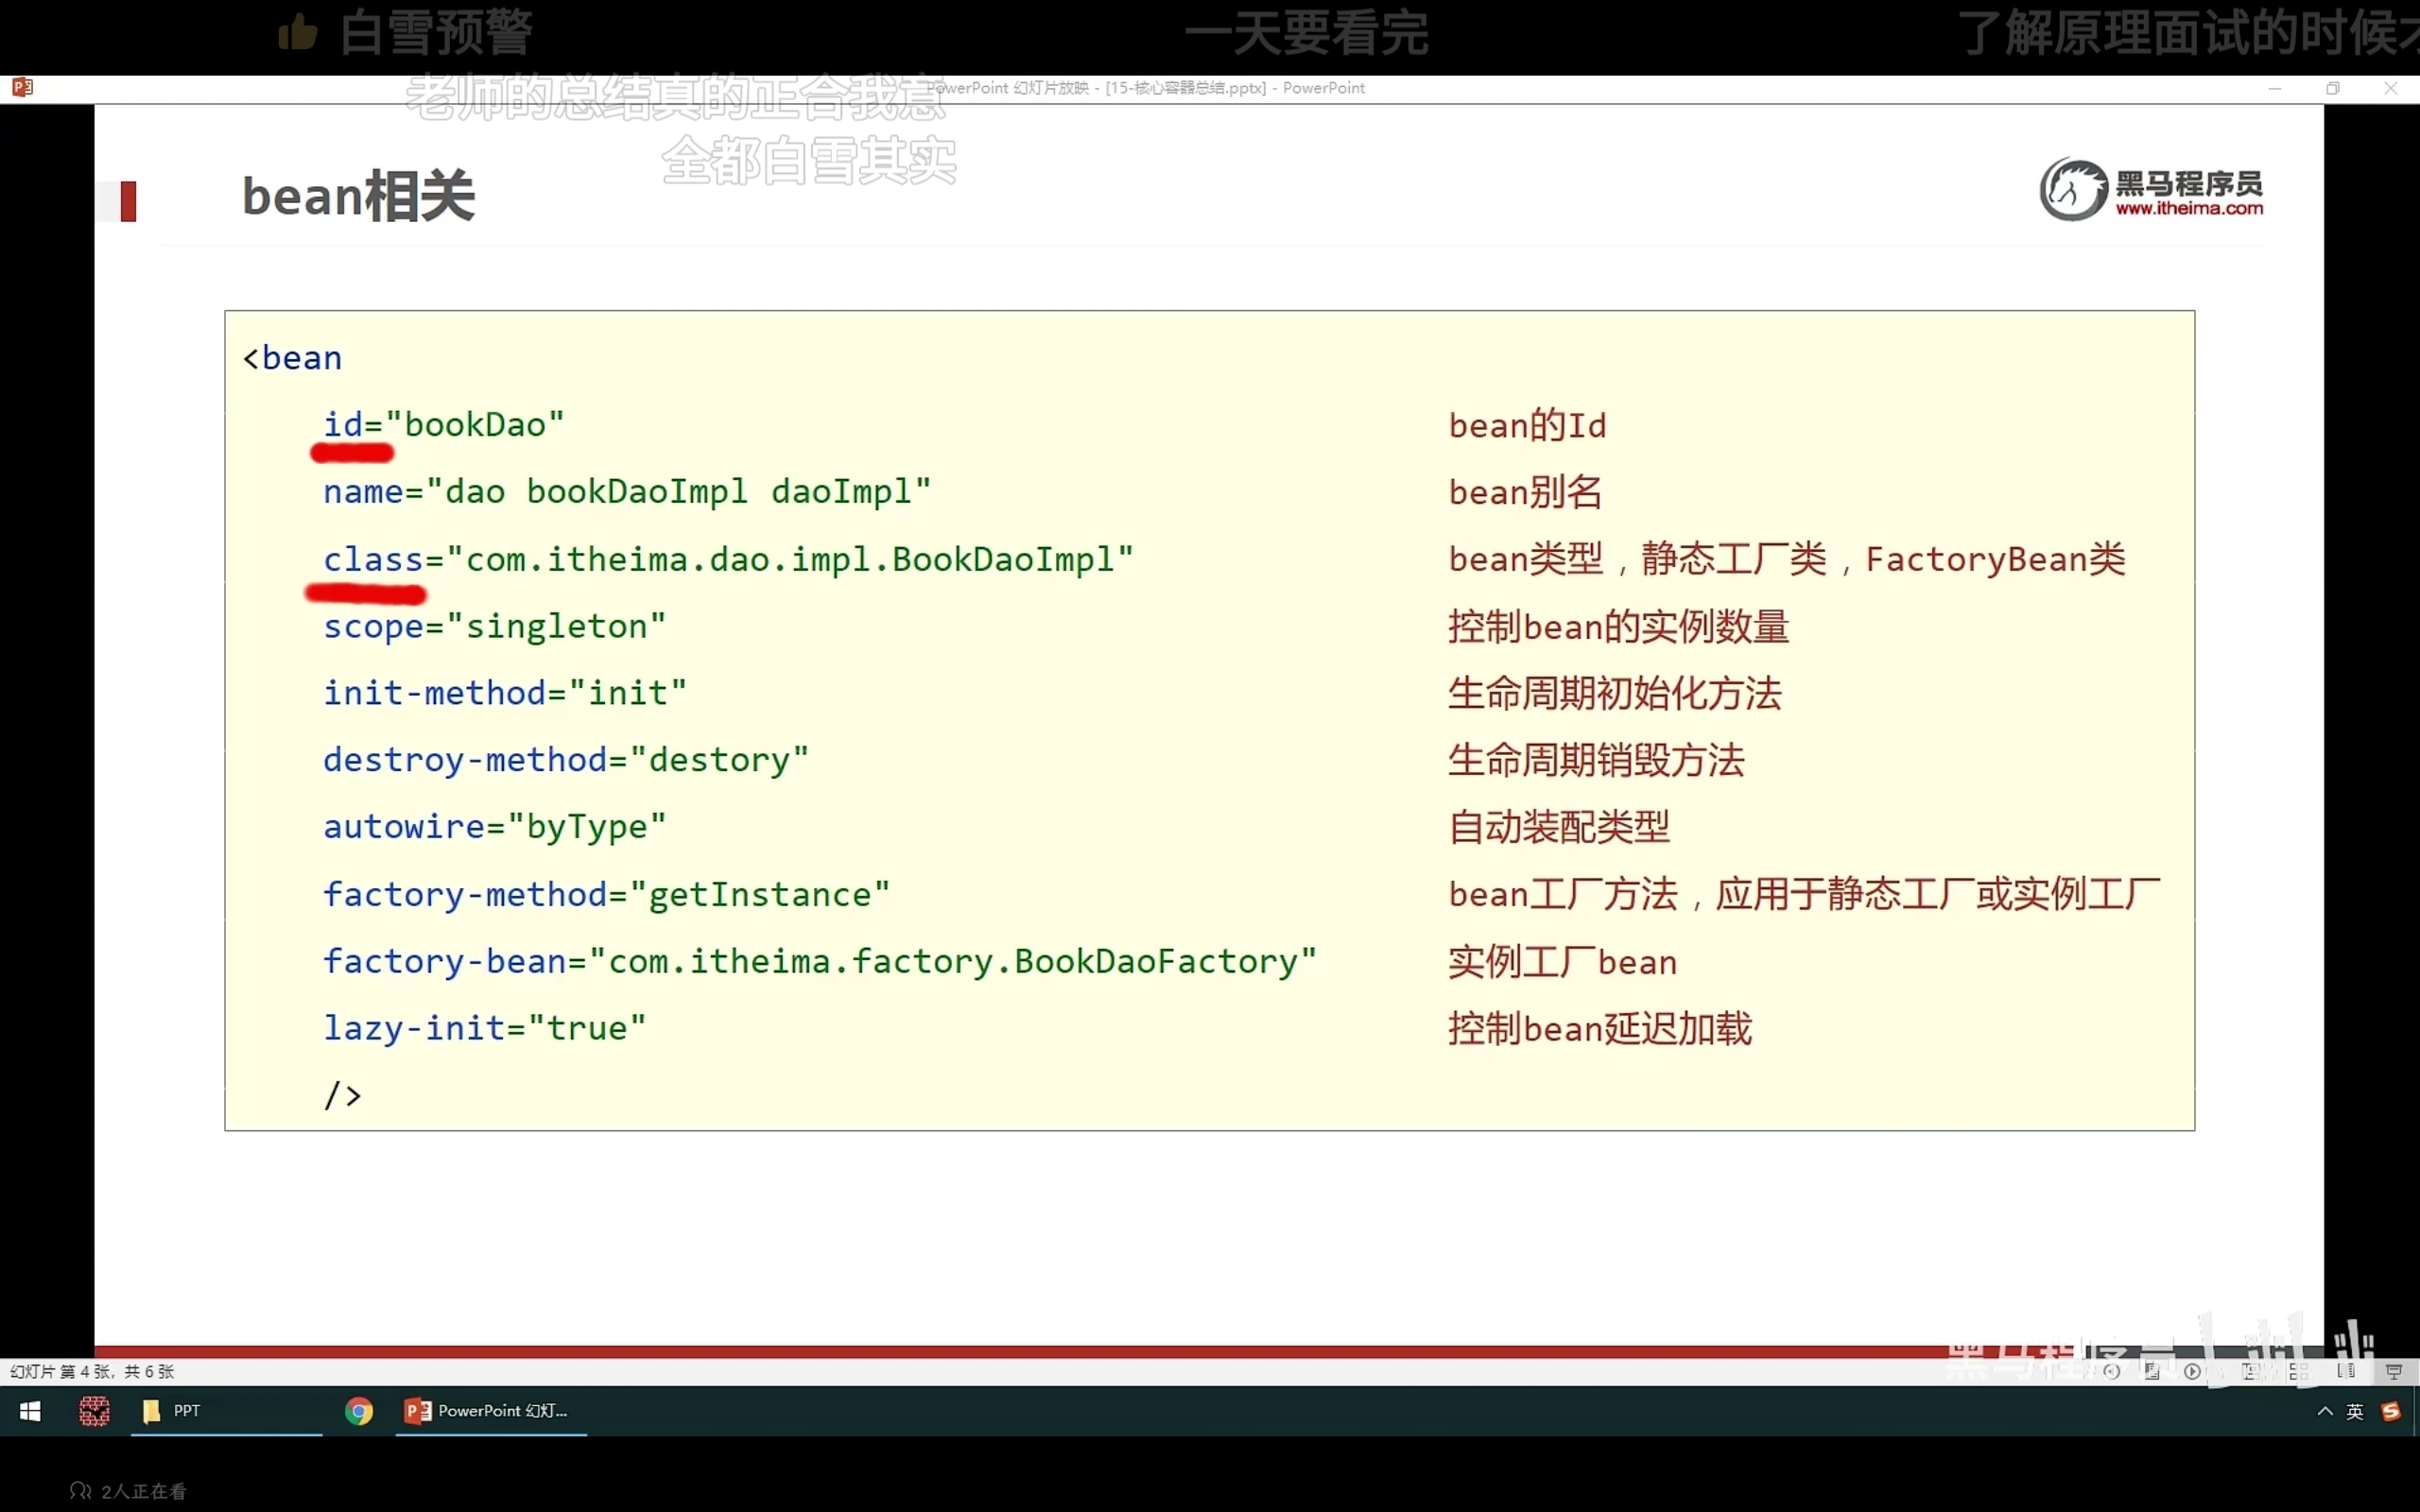 白雪预警
一天要看完
了解原理面试的时候
老师的总结真的正合我意
PowerPoint 幻灯片放映 - [15-核心容器总结.pptx] - PowerPoint
全都白雪其实
bean相关
黑马程序员
www.itheima.com
<bean
id="bookDao" bean的Id
name="dao bookDaoImpl daoImpl" bean别名
class="com.itheima.dao.impl.BookDaoImpl" bean类型，静态工厂类，FactoryBean类
scope="singleton" 控制bean的实例数量
init-method="init" 生命周期初始化方法
destroy-method="destory" 生命周期销毁方法
autowire="byType" 自动装配类型
factory-method="getInstance" bean工厂方法，应用于静态工厂或实例工厂
factory-bean="com.itheima.factory.BookDaoFactory" 实例工厂bean
lazy-init="true" 控制bean延迟加载
/>
黑马程序员
幻灯片 第 4 张，共 6 张
PPT
PowerPoint 幻灯...
英
2人正在看